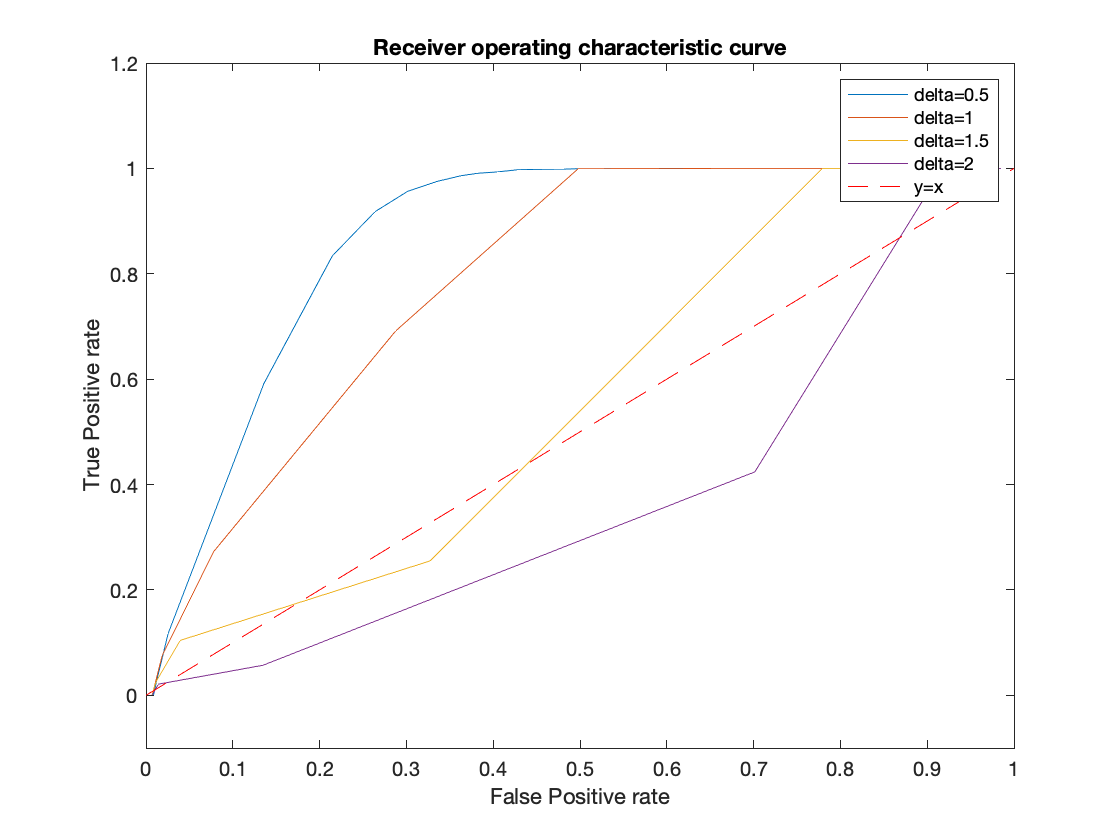 Receiver operating characteristic curve
1.2
1
0.8
0.6
0.4
0.2
0
True Positive rate
delta=0.5
delta=1
delta=1.5
delta=2
y=x
0 0.1 0.2 0.3 0.4 0.5 0.6 0.7 0.8 0.9 1
False Positive rate